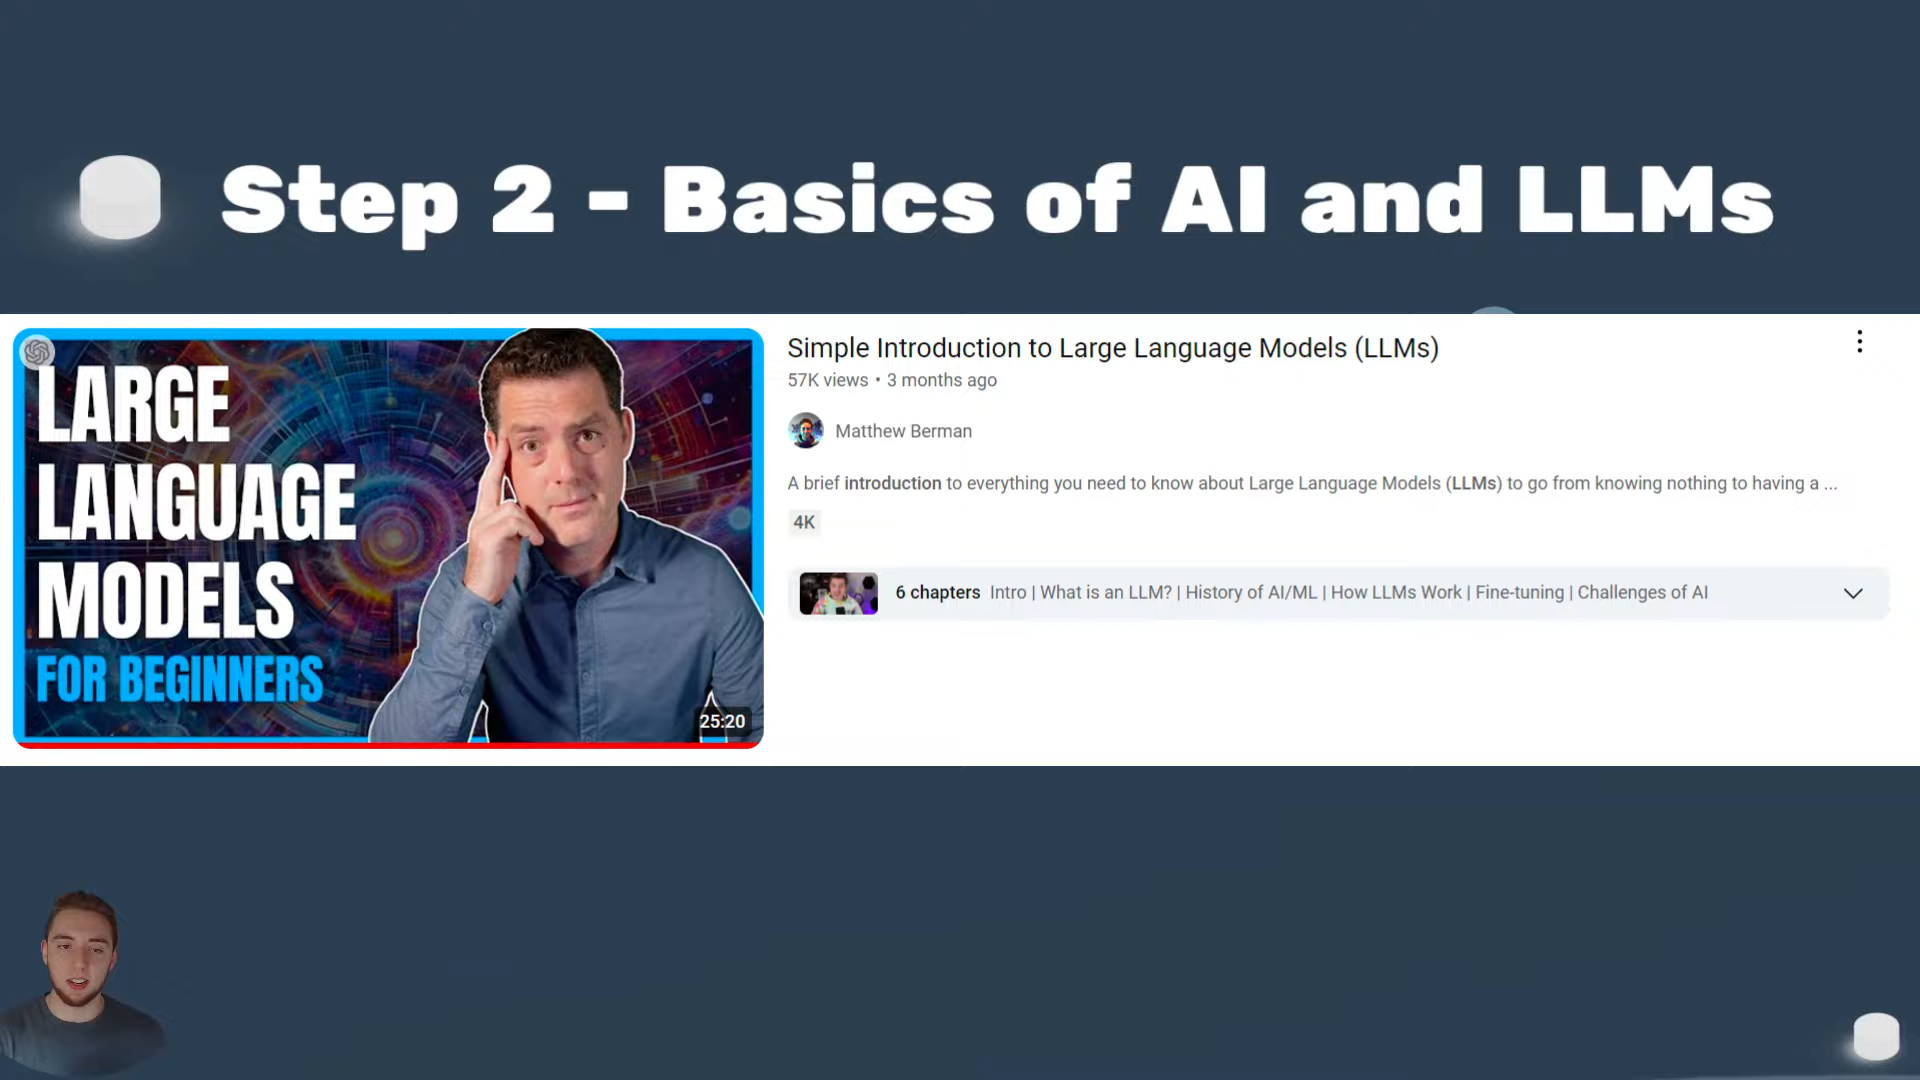 Step 2 - Basics of AI and LLMs
LARGE
LANGUAGE
MODELS
FOR BEGINNERS
25:20
Simple Introduction to Large Language Models (LLMs)
57K views • 3 months ago
Matthew Berman
A brief introduction to everything you need to know about Large Language Models (LLMs) to go from knowing nothing to having a ...
4K
6 chapters Intro | What is an LLM? | History of AI/ML | How LLMs Work | Fine-tuning | Challenges of AI